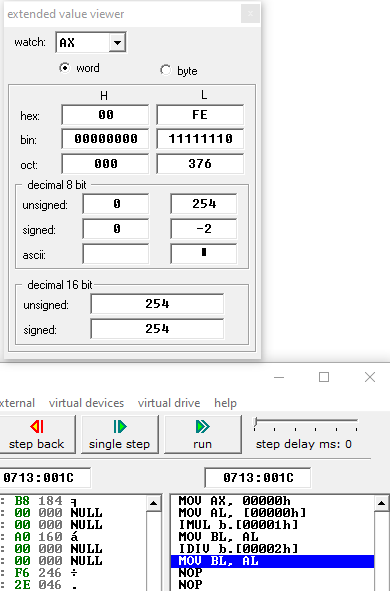 extended value viewer
watch: AX
word byte
H L
hex: 00 FE
bin: 00000000 11111110
oct: 000 376
decimal 8 bit
unsigned: 0 254
signed: 0 -2
ascii:
decimal 16 bit
unsigned: 254
signed: 254
xternal virtual devices virtual drive help
step back single step run step delay ms: 0
0713:001C 0713:001C
: B8 184 ╕ MOV AX, 00000h
: 00 000 NULL MOV AL, [00000h]
: 00 000 NULL IMUL b.[00001h]
: A0 160 á MOV BL, AL
: 00 000 NULL IDIV b.[00002h]
: 00 000 NULL MOV BL, AL
: F6 246 ÷ NOP
: 2E 046 . NOP